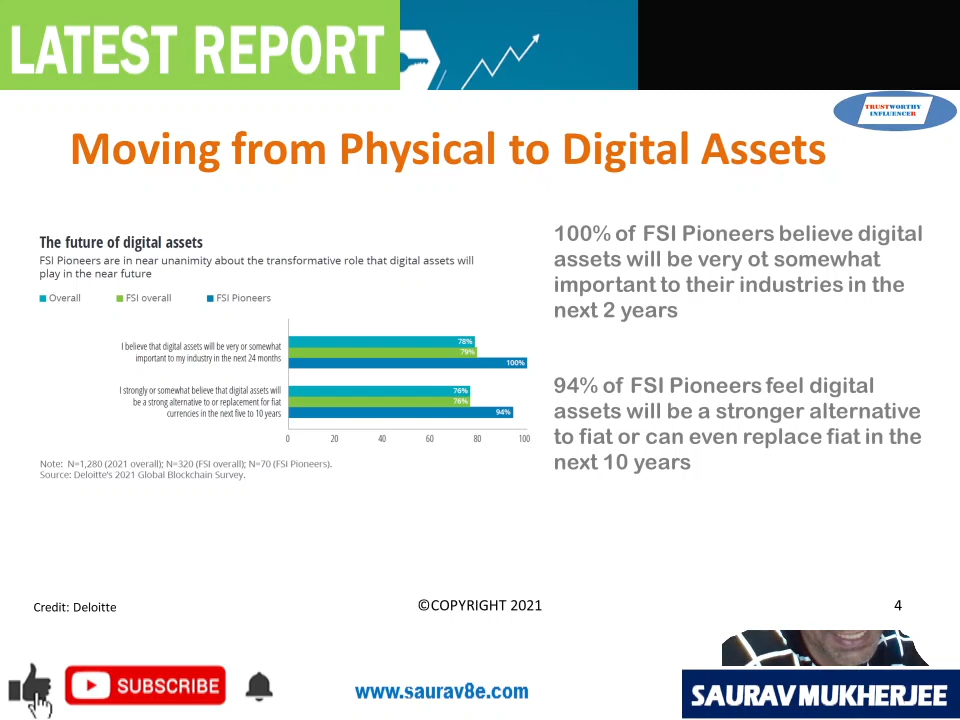 LATEST REPORT
TRUSTWORTHY
INFLUENCER
Moving from Physical to Digital Assets
The future of digital assets
FSI Pioneers are in near unanimity about the transformative role that digital assets will
play in the near future
Overall FSI overall FSI Pioneers
I believe that digital assets will be very or somewhat
important to my industry in the next 24 months
78%
79%
100%
I strongly or somewhat believe that digital assets will
be a strong alternative to or replacement for fiat
currencies in the next five to 10 years
76%
76%
94%
0 20 40 60 80 100
Note: N=1,280 (2021 overall); N=320 (FSI overall); N=70 (FSI Pioneers).
Source: Deloitte's 2021 Global Blockchain Survey.
100% of FSI Pioneers believe digital
assets will be very ot somewhat
important to their industries in the
next 2 years
94% of FSI Pioneers feel digital
assets will be a stronger alternative
to fiat or can even replace fiat in the
next 10 years
Credit: Deloitte
©COPYRIGHT 2021
4
SUBSCRIBE
www.saurav8e.com
SAURAV MUKHERJEE